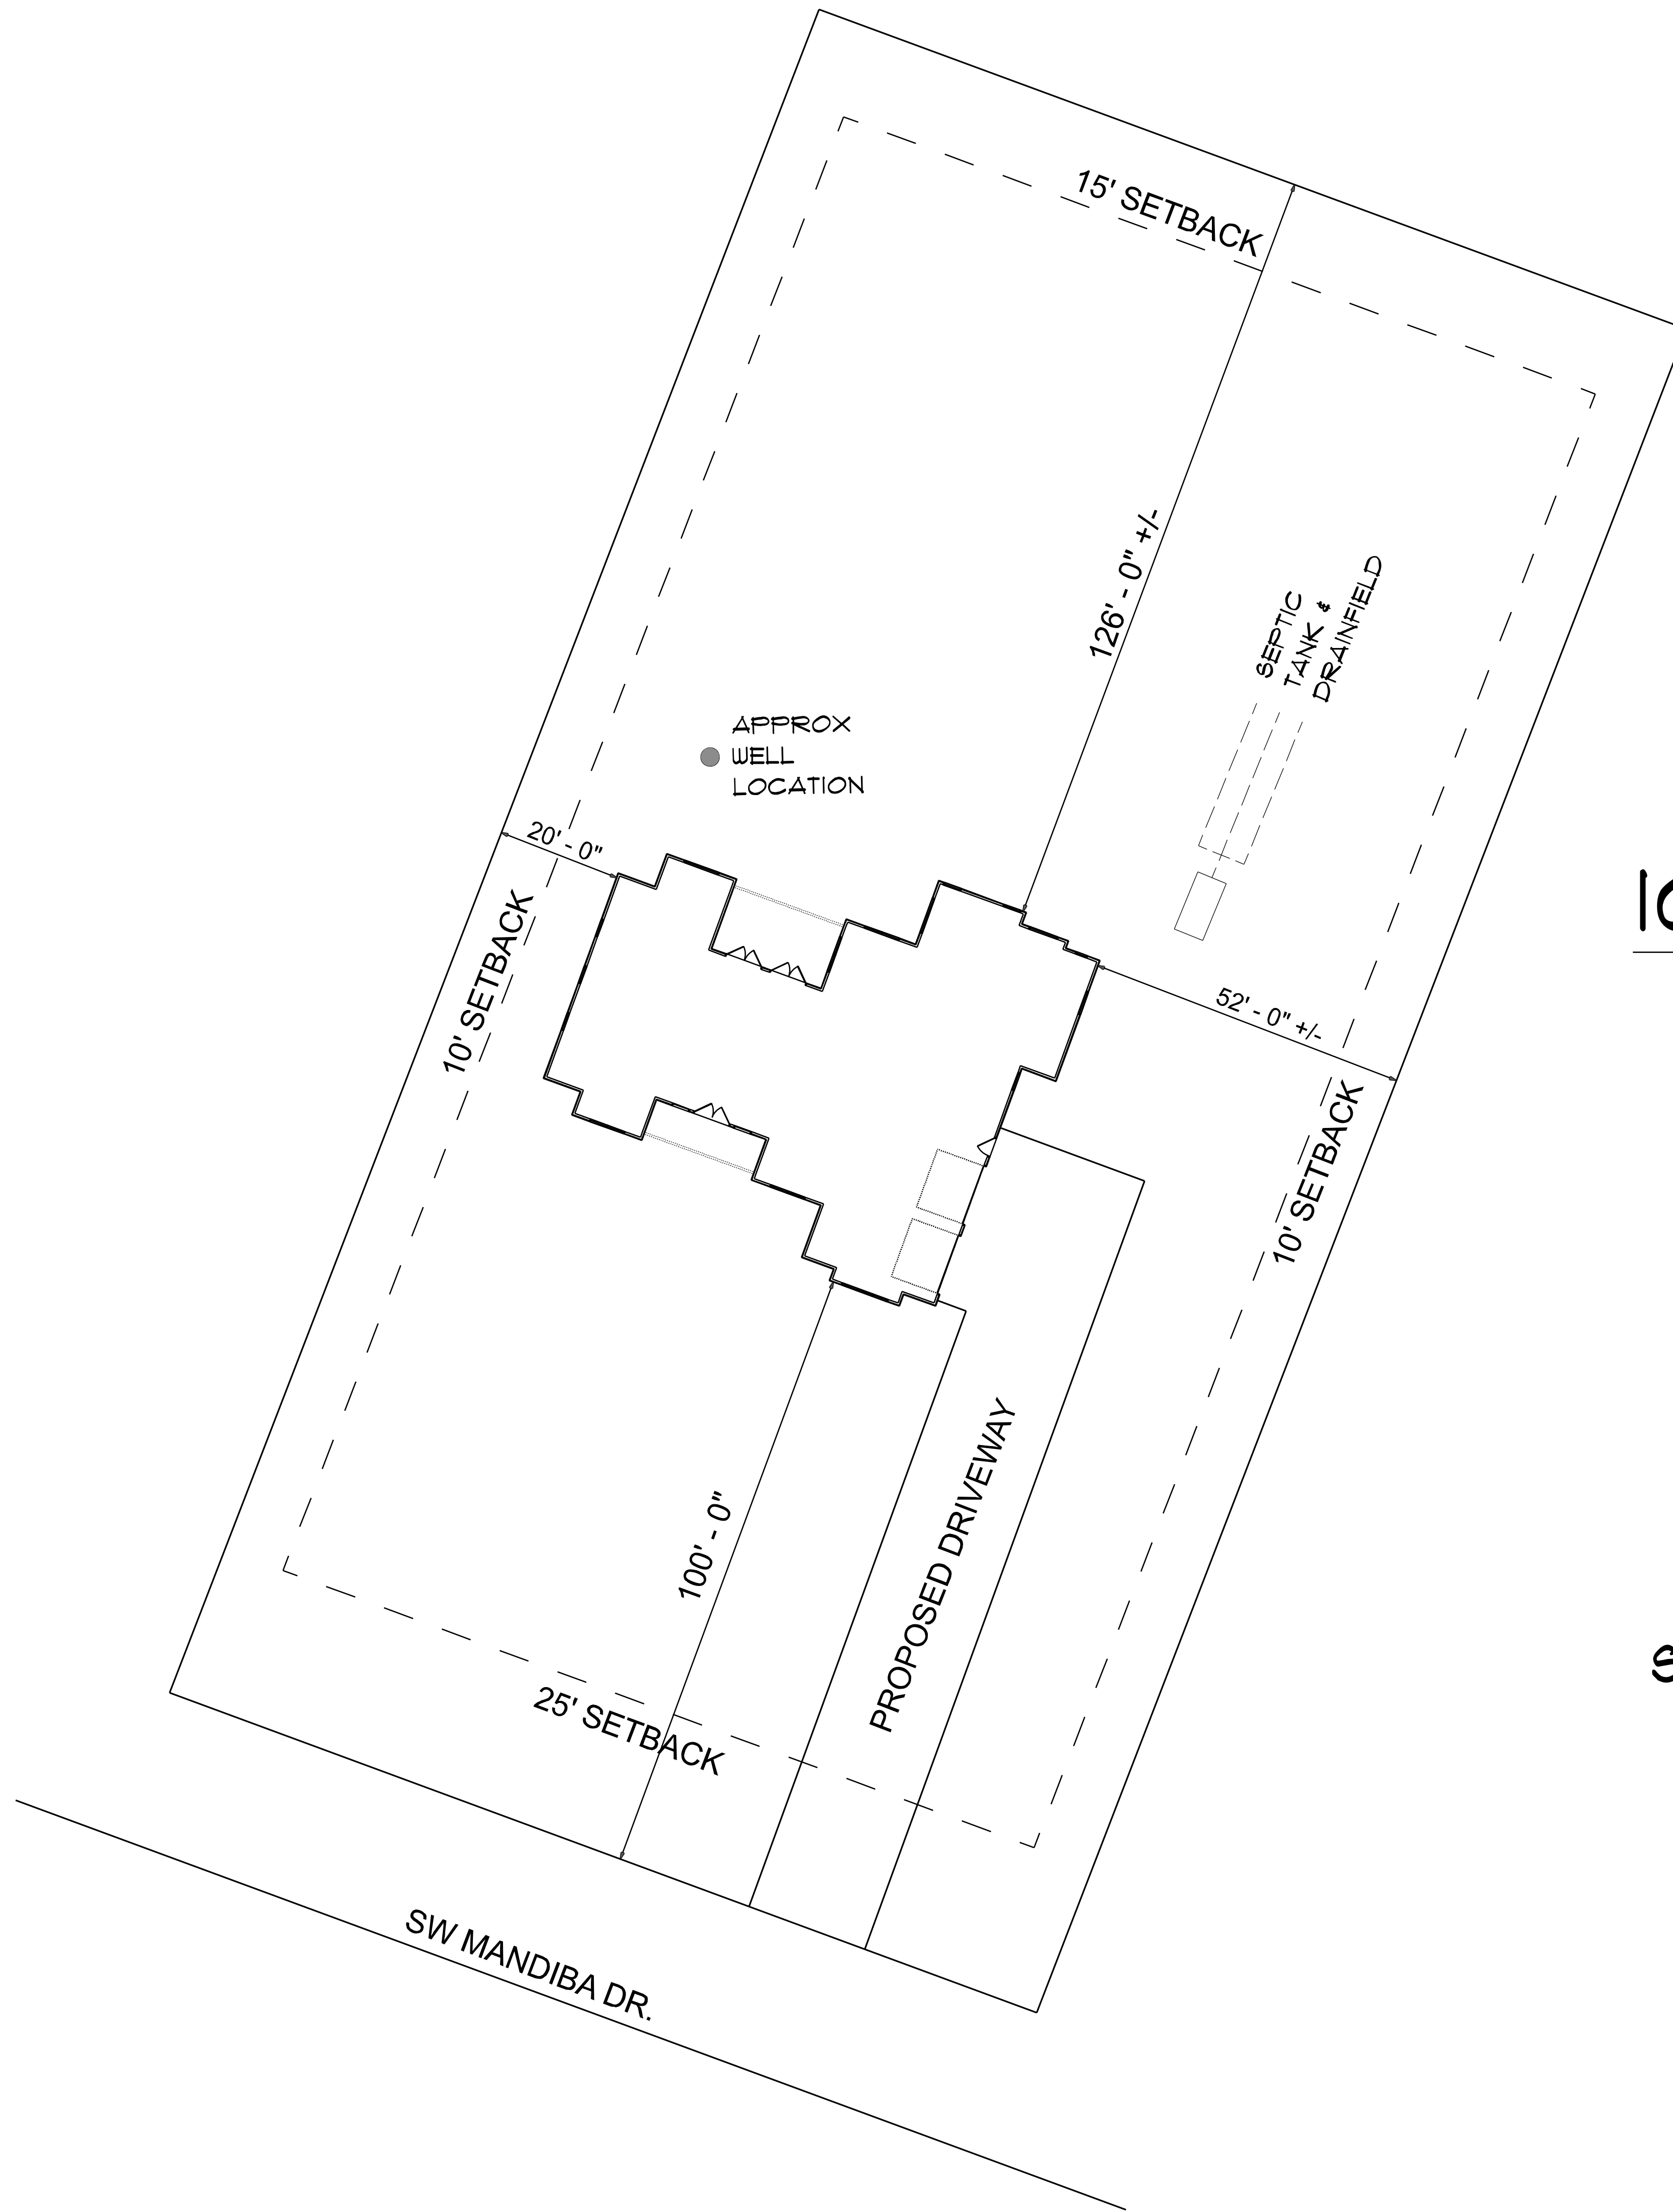 15' SETBACK
126' - 0" +/-
SEPTIC
TANK &
DRAINFIELD
APPROX
WELL
LOCATION
20' - 0"
10' SETBACK
52' - 0" +/-
10' SETBACK
100' - 0"
PROPOSED DRIVEWAY
25' SETBACK
SW MANDIBA DR.